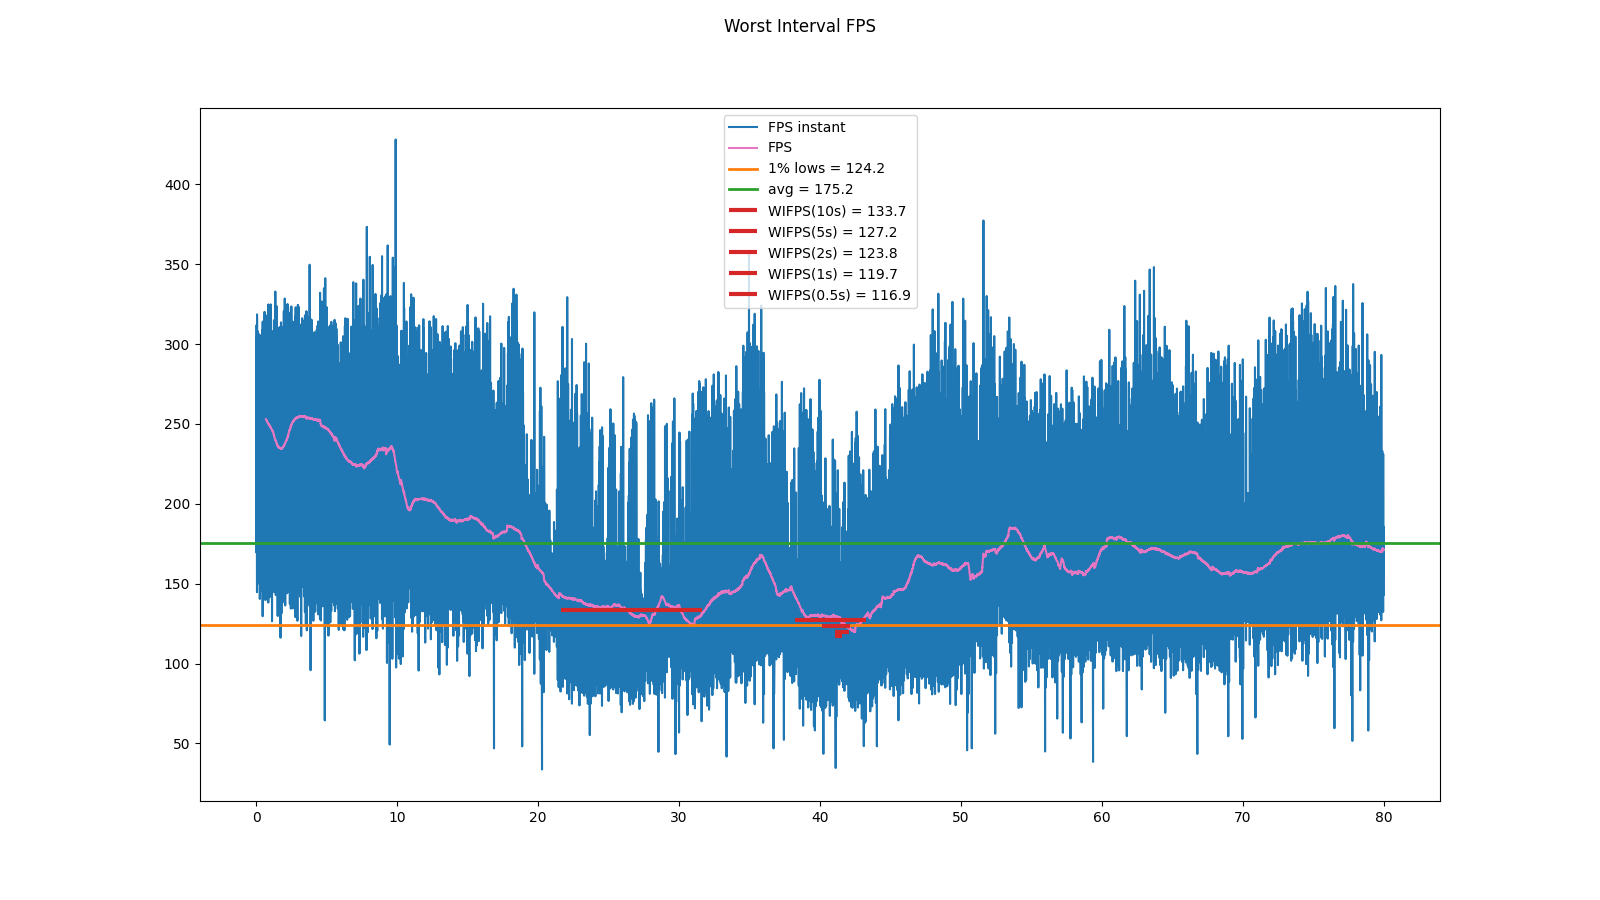 Worst Interval FPS
FPS instant
FPS
1% lows = 124.2
avg = 175.2
WIFPS(10s) = 133.7
WIFPS(5s) = 127.2
WIFPS(2s) = 123.8
WIFPS(1s) = 119.7
WIFPS(0.5s) = 116.9
400
350
300
250
200
150
100
50
0 10 20 30 40 50 60 70 80